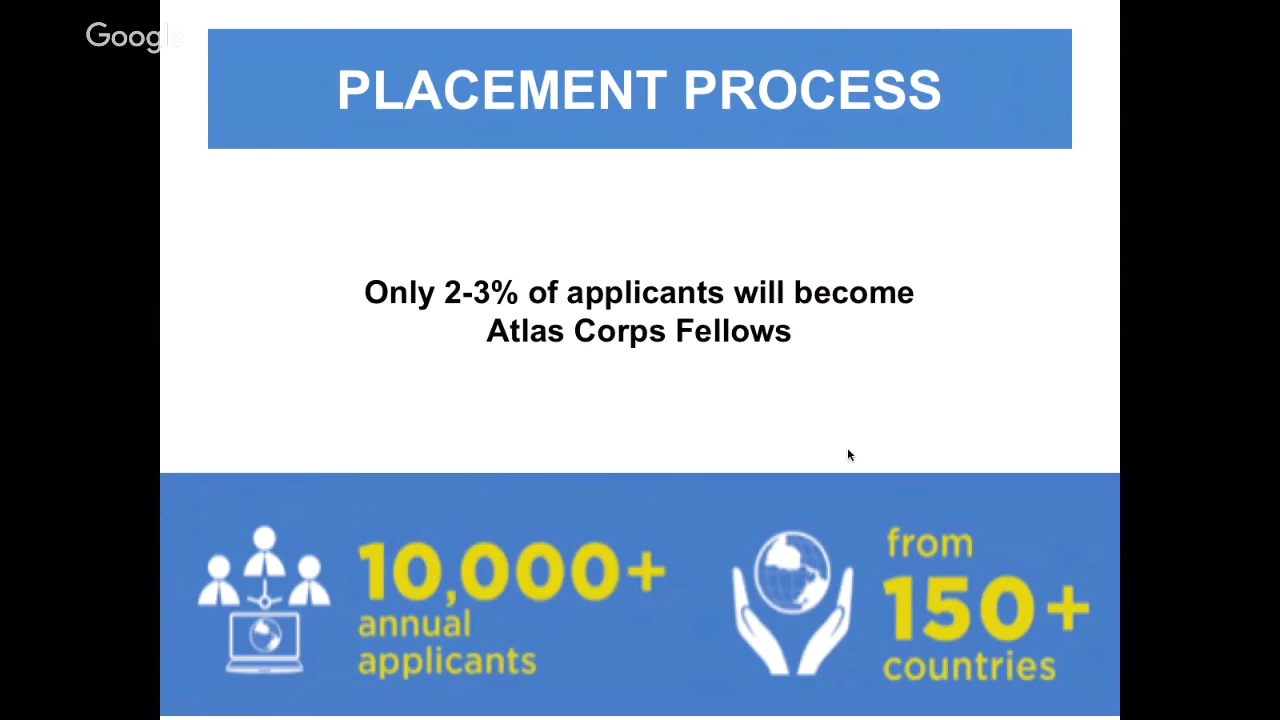 Google
PLACEMENT PROCESS
Only 2-3% of applicants will become
Atlas Corps Fellows
10,000+
annual
applicants
from
150+
countries